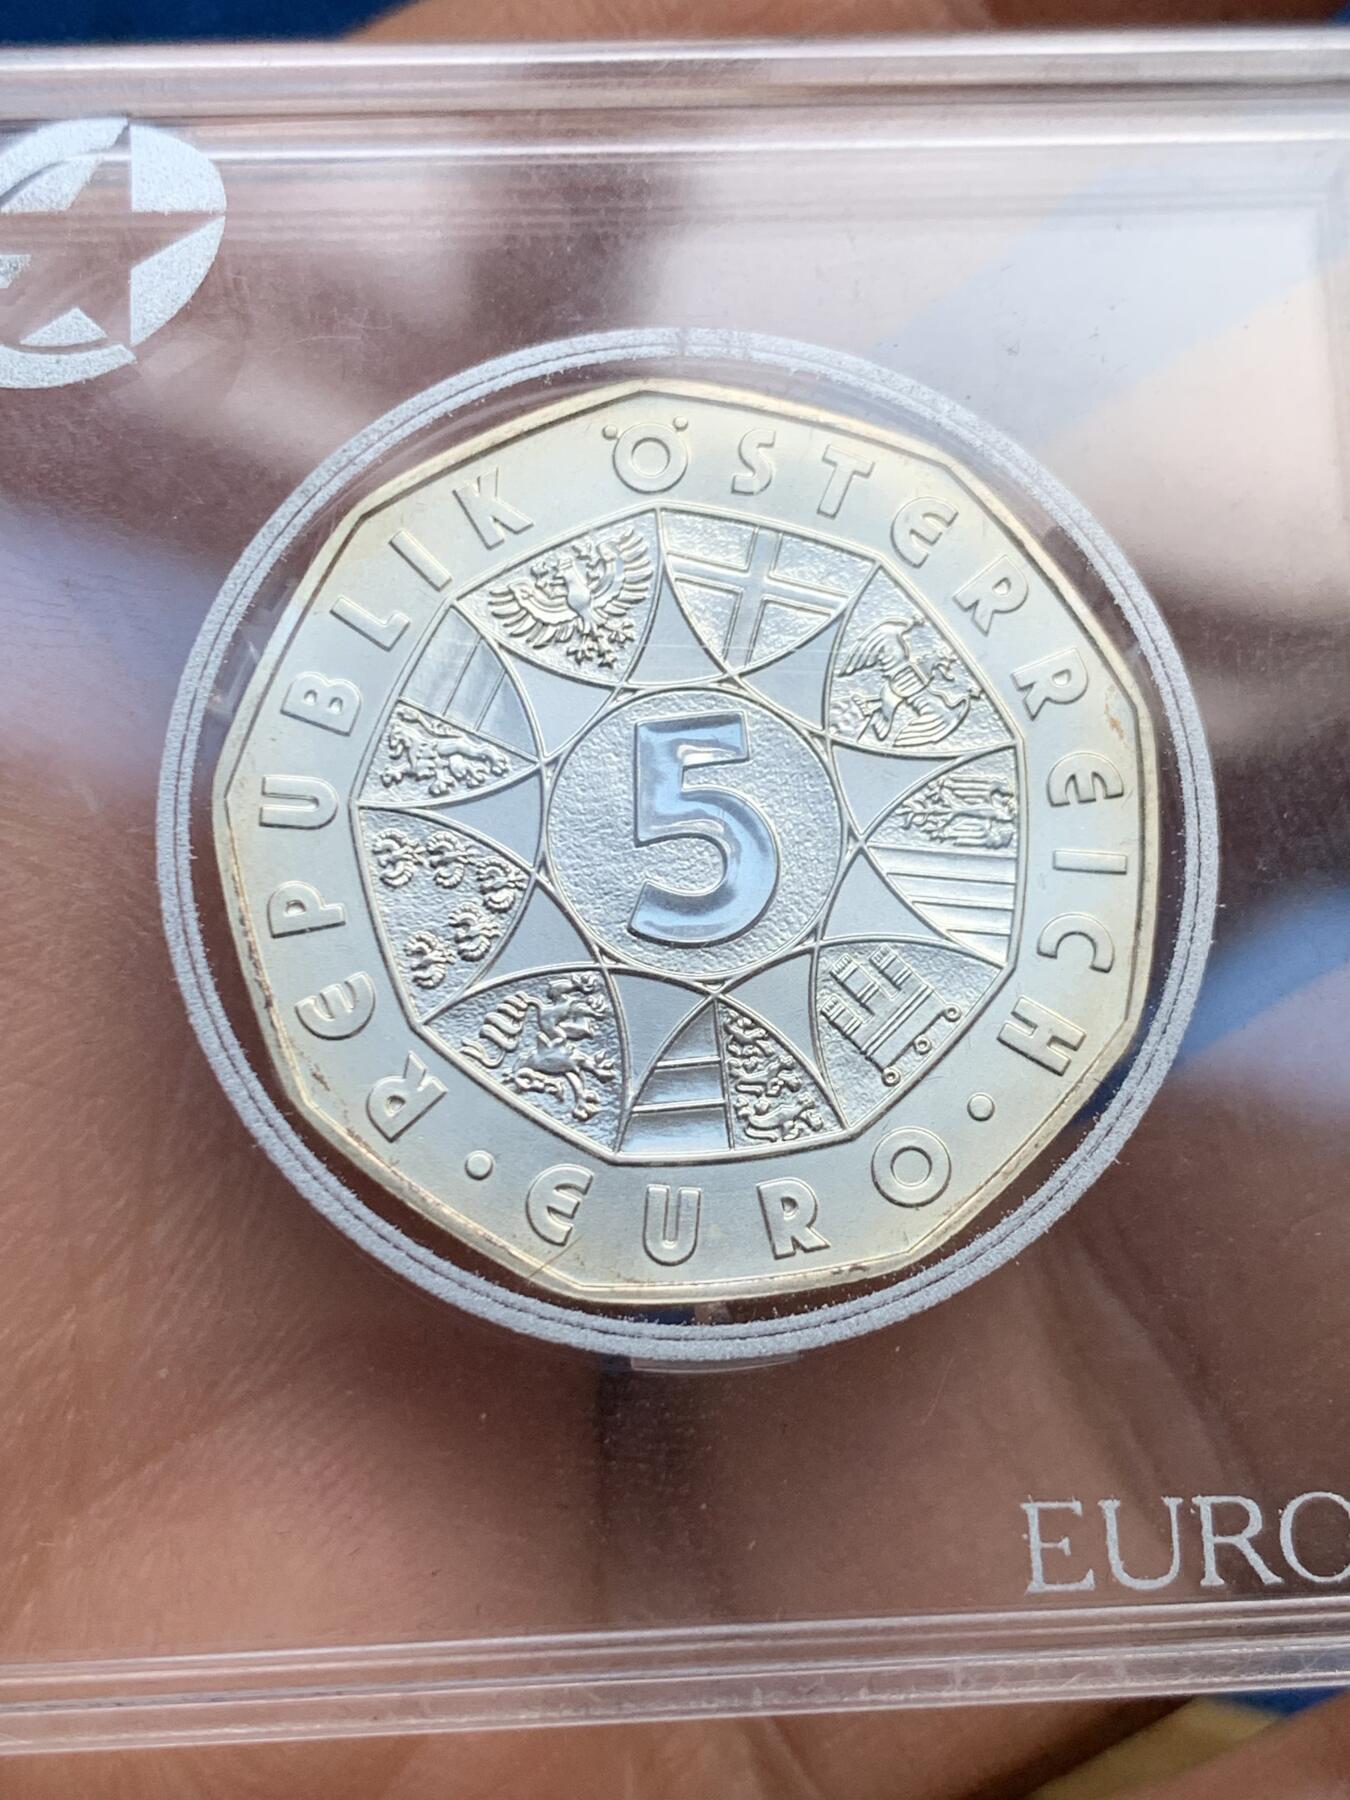 REPUBLIK ÖSTERREICH
5
· EURO ·
EURO